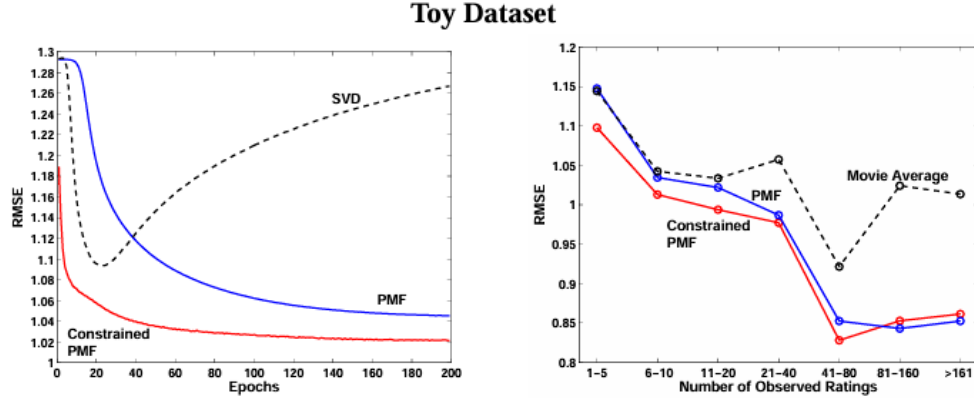 Toy Dataset
1.3
1.28
1.26
1.24
1.22
1.2
1.18
1.16
1.14
1.12
1.1
1.08
1.06
1.04
1.02
1
RMSE
SVD
PMF
Constrained
PMF
0 20 40 60 80 100 120 140 160 180 200
Epochs
1.2
1.15
1.1
1.05
1
0.95
0.9
0.85
0.8
RMSE
Movie Average
PMF
Constrained
PMF
1−5 6−10 11−20 21−40 41−80 81−160 >161
Number of Observed Ratings